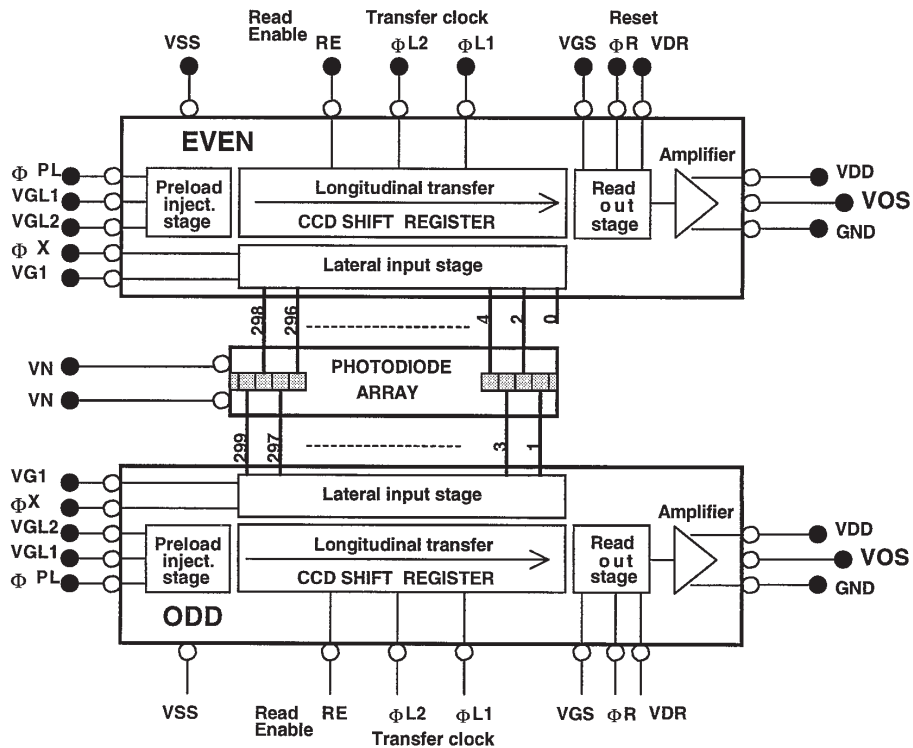 Read Enable
Transfer clock
Reset
VSS
RE
ΦL2
ΦL1
VGS
ΦR
VDR
EVEN
Amplifier
Φ PL
VGL1
VGL2
Φ X
VG1
Preload
inject.
stage
Longitudinal transfer
CCD SHIFT REGISTER
Read
out
stage
VDD
VOS
GND
Lateral input stage
298
296
4
2
0
VN
VN
PHOTODIODE
ARRAY
299
297
3
1
VG1
ΦX
VGL2
VGL1
Φ PL
Lateral input stage
Preload
inject.
stage
Longitudinal transfer
CCD SHIFT REGISTER
Read
out
stage
Amplifier
VDD
VOS
GND
ODD
VSS
Read
Enable
RE
ΦL2
ΦL1
VGS
ΦR
VDR
Transfer clock